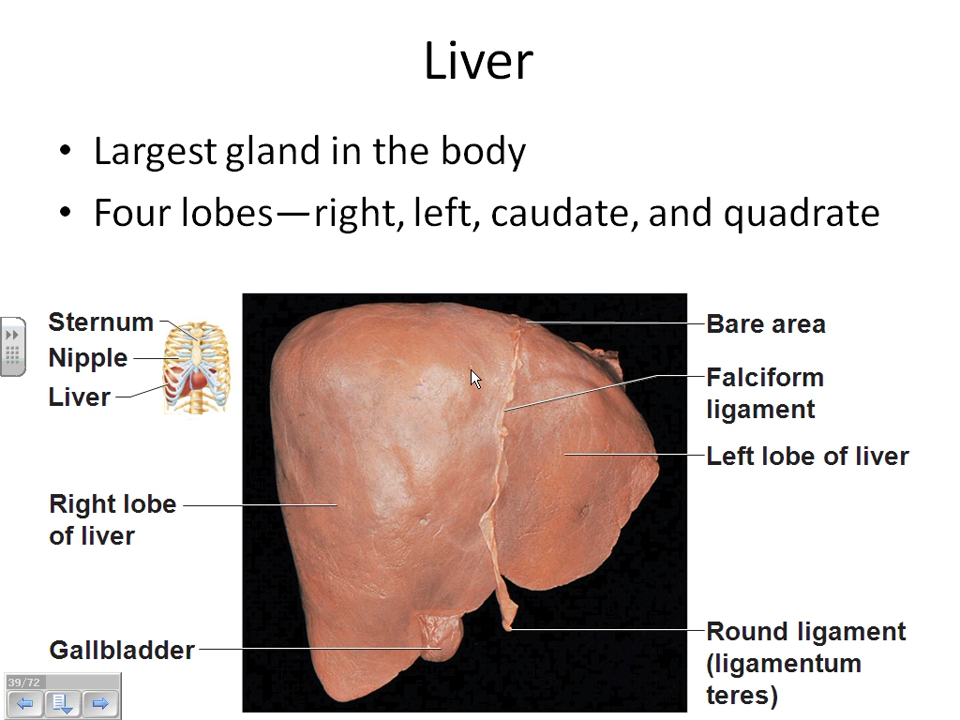 Liver
• Largest gland in the body
• Four lobes—right, left, caudate, and quadrate
Sternum
Nipple
Liver
Right lobe
of liver
Gallbladder
Bare area
Falciform
ligament
Left lobe of liver
Round ligament
(ligamentum
teres)
39/72